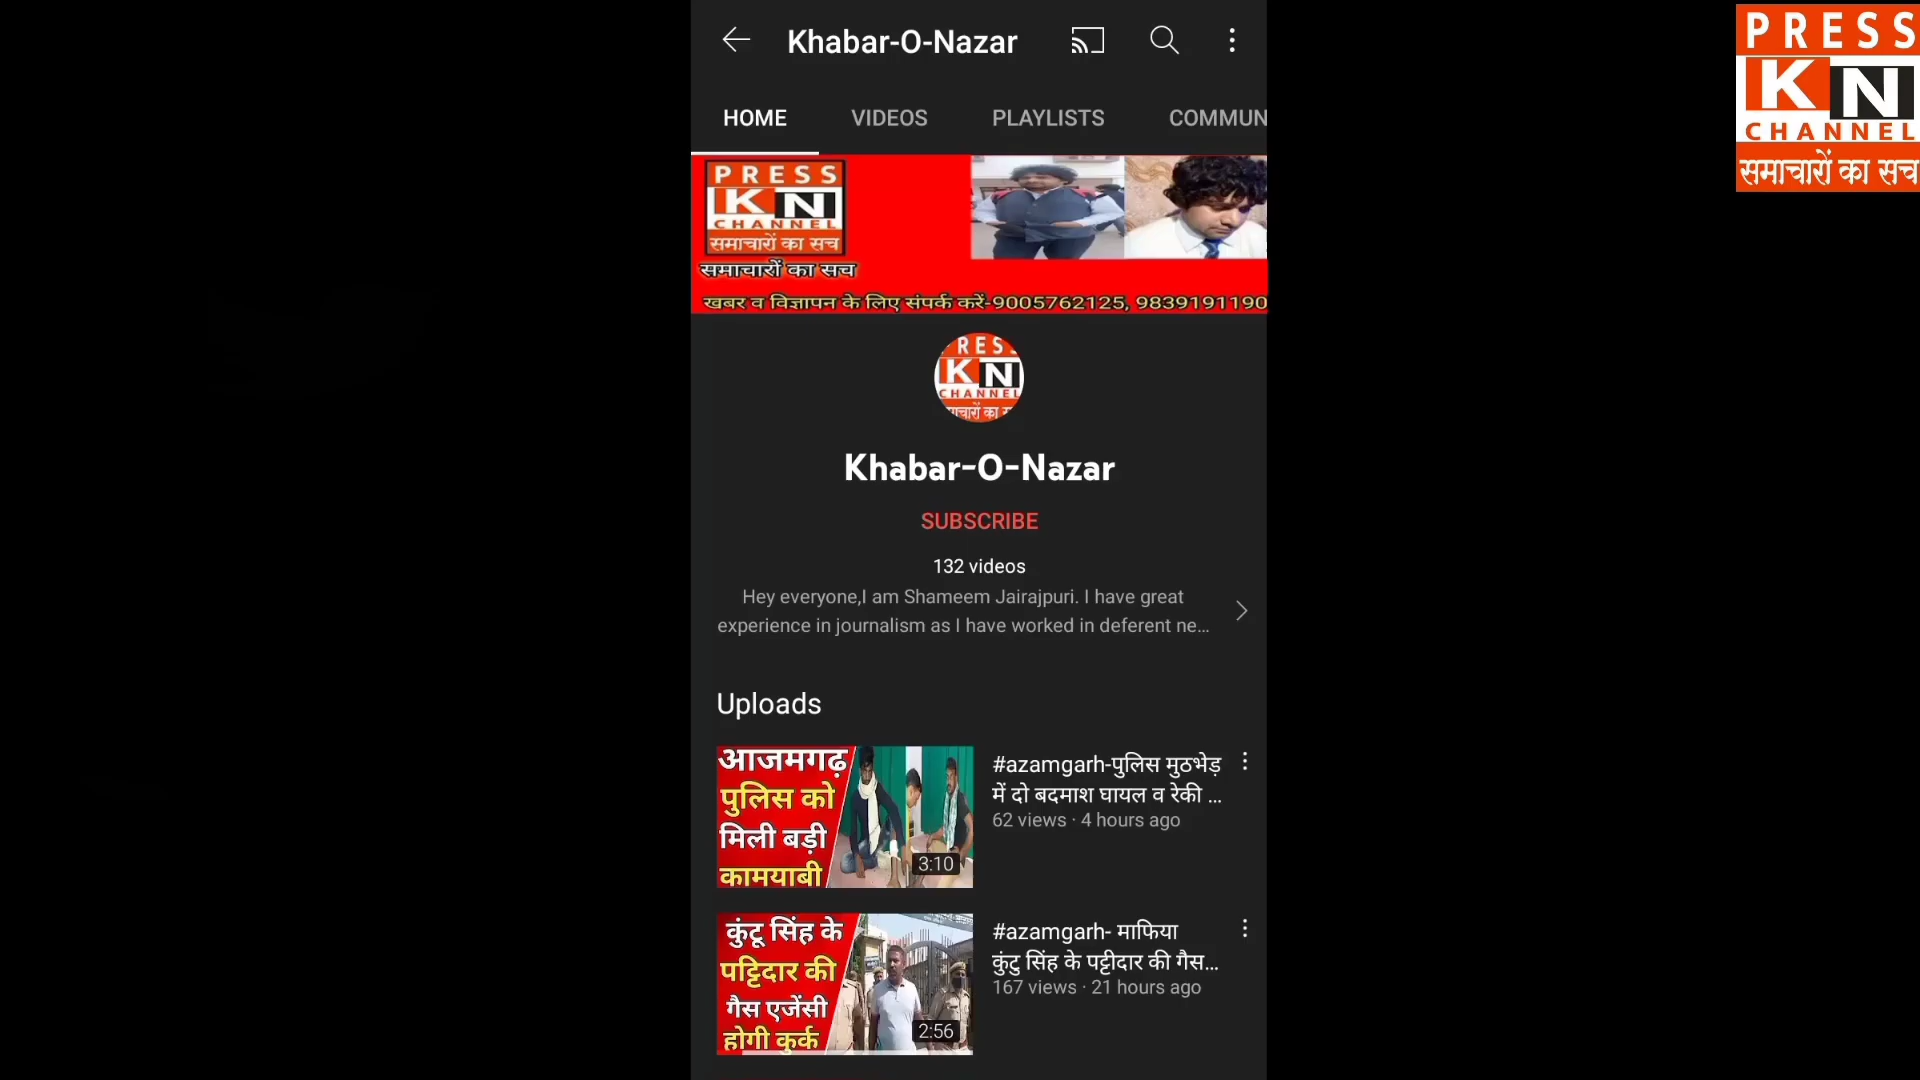 Khabar-O-Nazar
HOME VIDEOS PLAYLISTS COMMUN
PRESS
KN
CHANNEL
समाचारों का सच
PRESS
KN
CHANNEL
समाचारों का सच
समाचारों का सच
खबर व विज्ञापन के लिए संपर्क करें-9005762125, 9839191190
RESS
KN
CHANNEL
Khabar-O-Nazar
SUBSCRIBE
132 videos
Hey everyone,I am Shameem Jairajpuri. I have great
experience in journalism as I have worked in deferent ne...
Uploads
आजमगढ़
पुलिस को
मिली बड़ी
कामयाबी
3:10
#azamgarh-पुलिस मुठभेड़
में दो बदमाश घायल व रेकी ...
62 views · 4 hours ago
कुंटू सिंह के
पट्टिदार की
गैस एजेंसी
होगी कुर्क
2:56
#azamgarh- माफिया
कुंटु सिंह के पट्टीदार की गैस...
167 views · 21 hours ago